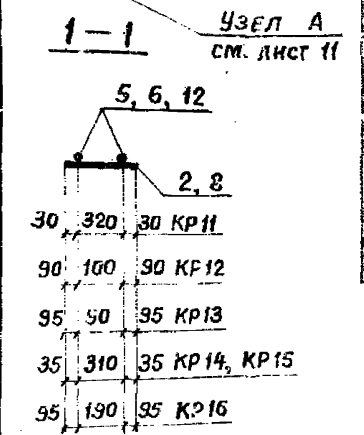 1 – 1
УЗЕЛ А
см. лист 11
5, 6, 12
2, 8
30 320 30 КР11
90 100 90 КР12
95 90 95 КР13
35 310 35 КР14, КР15
95 190 95 КР16